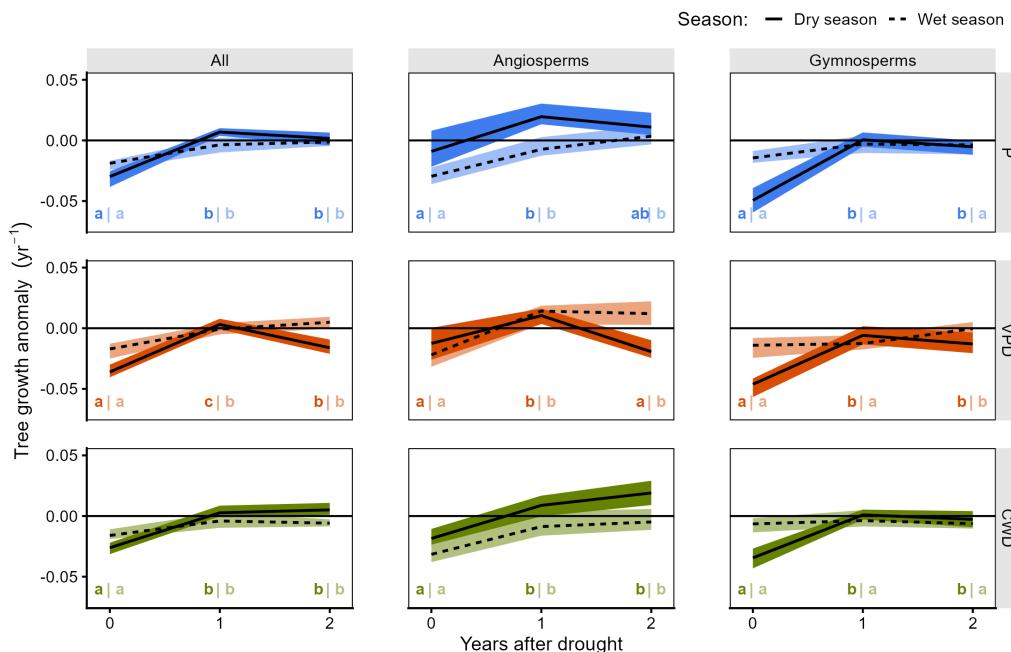 Season: Dry season Wet season
All Angiosperms Gymnosperms
0.05
0.00
-0.05
a | a b | b b | b
a | a b | b ab | b
a | a b | a b | a
P
0.05
0.00
-0.05
a | a c | b b | b
a | a b | b a | b
a | a b | a b | b
VPD
0.05
0.00
-0.05
a | a b | b b | b
a | a b | b b | b
a | a b | a b | a
CWD
0 1 2
0 1 2
0 1 2
Tree growth anomaly (yr⁻¹)
Years after drought